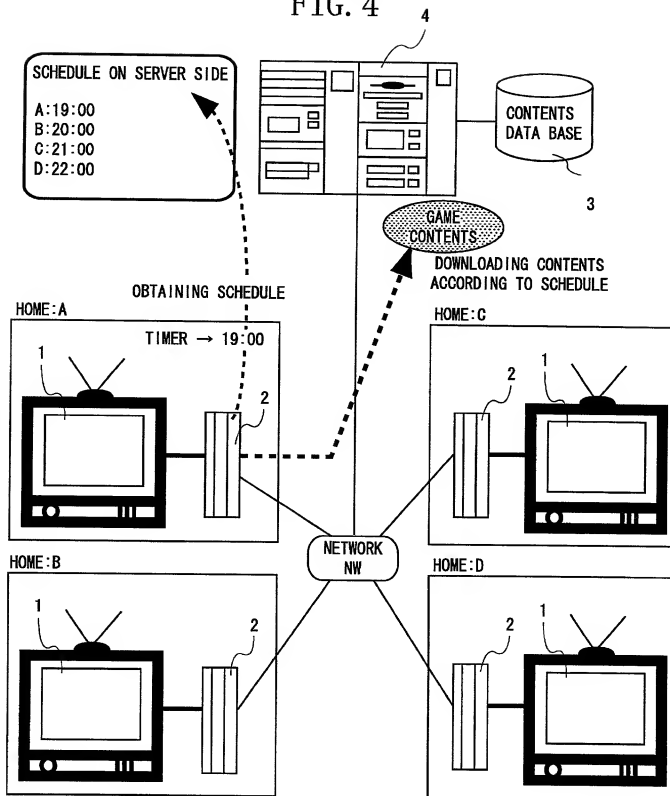 FIG. 4
4
SCHEDULE ON SERVER SIDE
A:19:00
B:20:00
C:21:00
D:22:00
CONTENTS
DATA BASE
3
GAME
CONTENTS
DOWNLOADING CONTENTS
ACCORDING TO SCHEDULE
OBTAINING SCHEDULE
HOME:A
TIMER → 19:00
1
2
HOME:C
2
1
NETWORK
NW
HOME:B
1
2
HOME:D
2
1